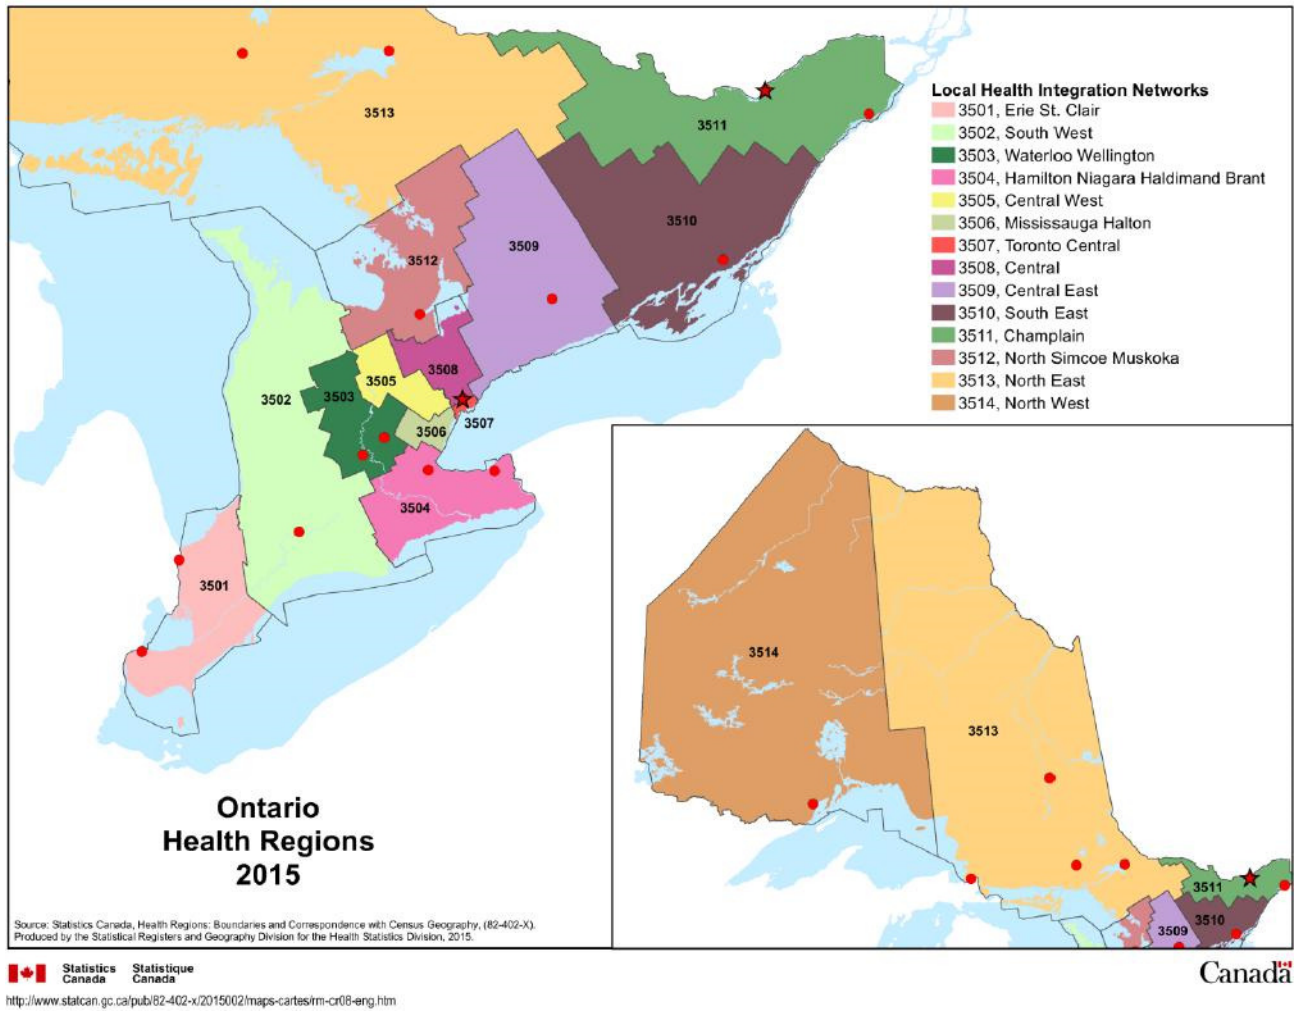 3513
3511
3510
3509
3512
3508
3505
3502
3503
3507
3506
3504
3501
Local Health Integration Networks
3501, Erie St. Clair
3502, South West
3503, Waterloo Wellington
3504, Hamilton Niagara Haldimand Brant
3505, Central West
3506, Mississauga Halton
3507, Toronto Central
3508, Central
3509, Central East
3510, South East
3511, Champlain
3512, North Simcoe Muskoka
3513, North East
3514, North West
3514
3513
3511
3510
3509
Ontario
Health Regions
2015
Source: Statistics Canada, Health Regions: Boundaries and Correspondence with Census Geography, (82-402-X).
Produced by the Statistical Registers and Geography Division for the Health Statistics Division, 2015.
Statistics Statistique
Canada Canada
Canada
http://www.statcan.gc.ca/pub/82-402-x/2015002/maps-cartes/rm-cr08-eng.htm